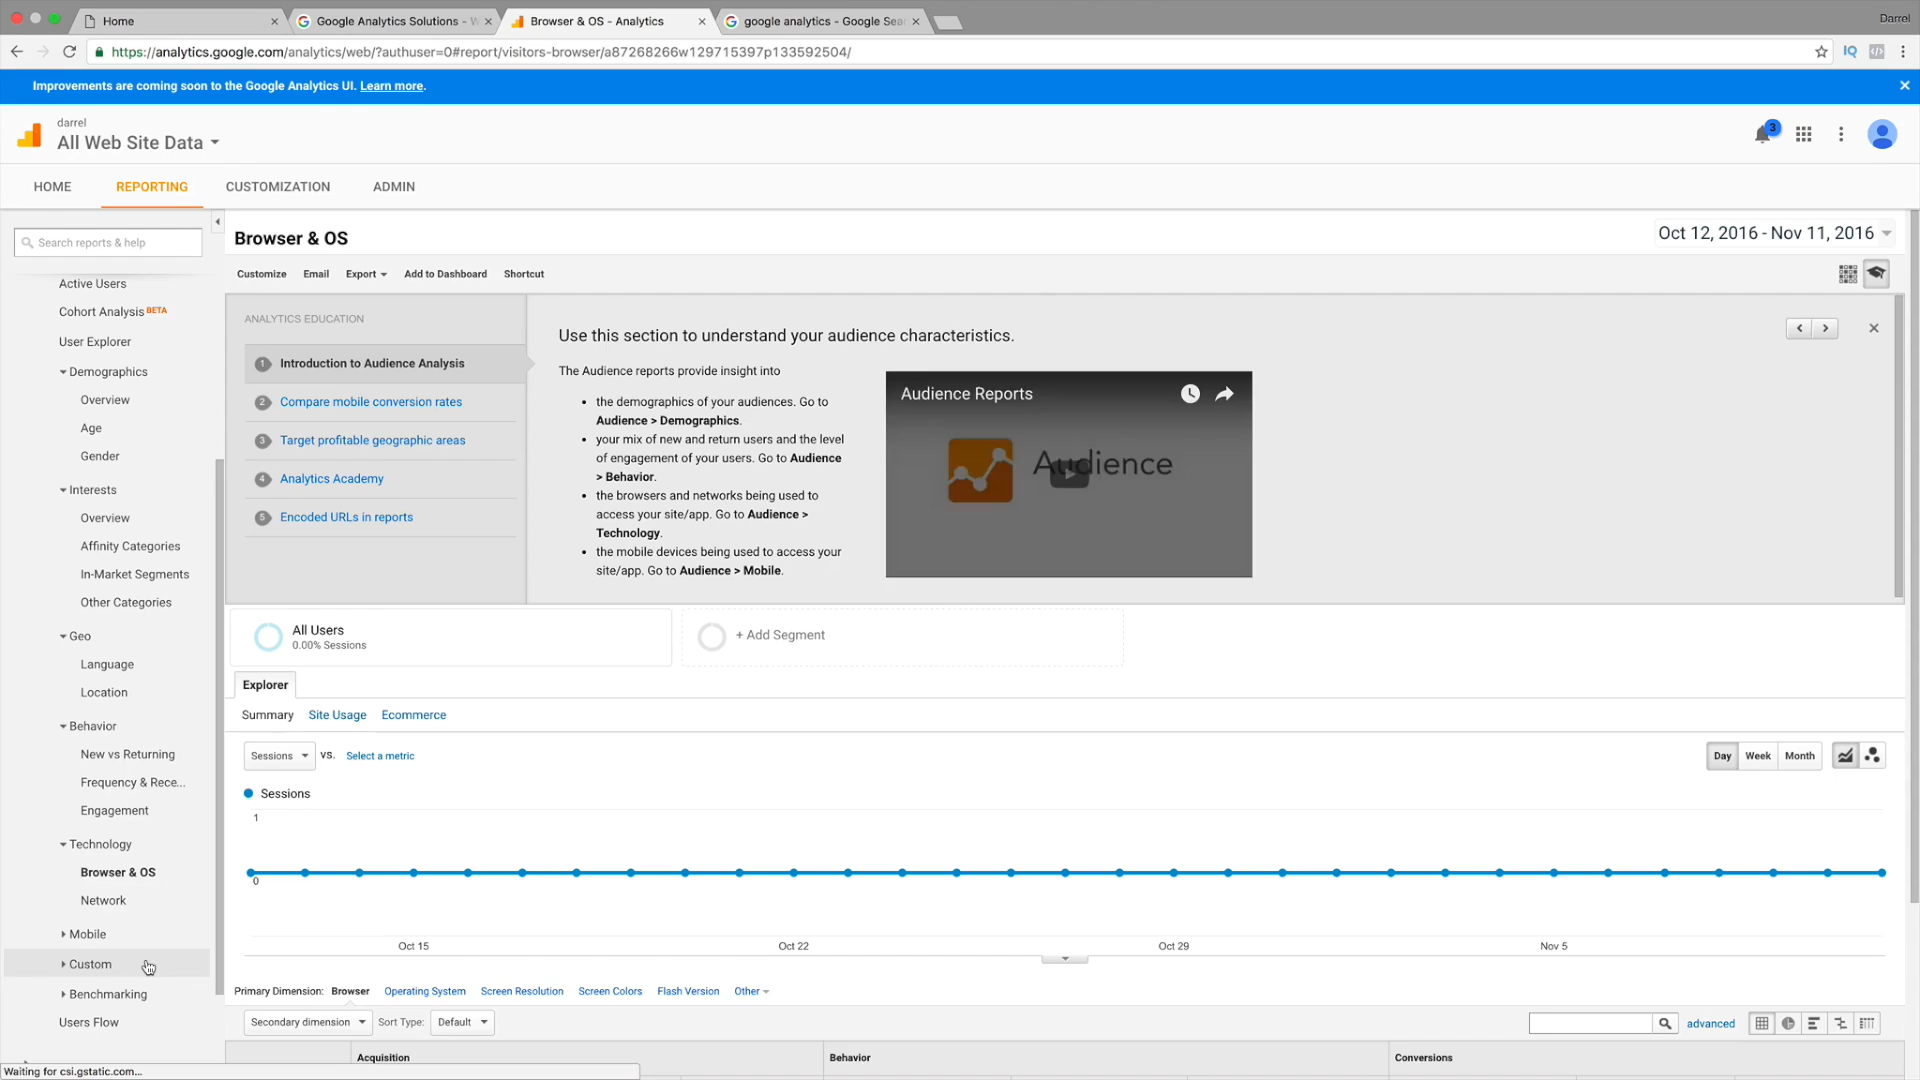 Home
Google Analytics Solutions - W
Browser & OS - Analytics
google analytics - Google Sea
Darrel
https://analytics.google.com/analytics/web/?authuser=0#report/visitors-browser/a87268266w129715397p133592504/
IQ
Improvements are coming soon to the Google Analytics UI. Learn more.
darrel
All Web Site Data
3
HOME
REPORTING
CUSTOMIZATION
ADMIN
Search reports & help
Active Users
Cohort Analysis BETA
User Explorer
Demographics
Overview
Age
Gender
Interests
Overview
Affinity Categories
In-Market Segments
Other Categories
Geo
Language
Location
Behavior
New vs Returning
Frequency & Rece...
Engagement
Technology
Browser & OS
Network
Mobile
Custom
Benchmarking
Users Flow
Waiting for csi.gstatic.com...
Browser & OS
Oct 12, 2016 - Nov 11, 2016
Customize
Email
Export
Add to Dashboard
Shortcut
ANALYTICS EDUCATION
1 Introduction to Audience Analysis
2 Compare mobile conversion rates
3 Target profitable geographic areas
4 Analytics Academy
5 Encoded URLs in reports
Use this section to understand your audience characteristics.
The Audience reports provide insight into
• the demographics of your audiences. Go to
Audience > Demographics.
• your mix of new and return users and the level
of engagement of your users. Go to Audience
> Behavior.
• the browsers and networks being used to
access your site/app. Go to Audience >
Technology.
• the mobile devices being used to access your
site/app. Go to Audience > Mobile.
Audience Reports
Audience
All Users
0.00% Sessions
+ Add Segment
Explorer
Summary
Site Usage
Ecommerce
Sessions
VS.
Select a metric
Day
Week
Month
Sessions
1
0
Oct 15
Oct 22
Oct 29
Nov 5
Primary Dimension:
Browser
Operating System
Screen Resolution
Screen Colors
Flash Version
Other
Secondary dimension
Sort Type:
Default
advanced
Acquisition
Behavior
Conversions